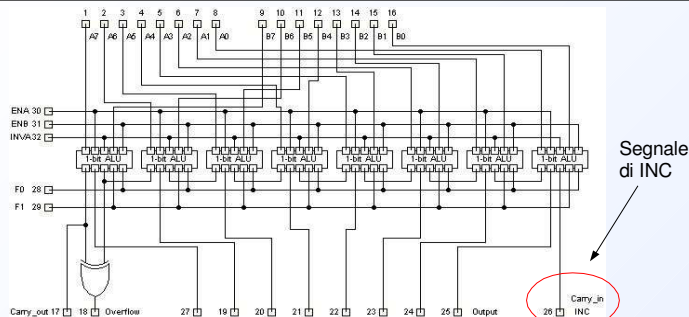 1 2 3 4 5 6 7 8 9 10 11 12 13 14 15 16
A7 A6 A5 A4 A3 A2 A1 A0 B7 B6 B5 B4 B3 B2 B1 B0
ENA 30
ENB 31
INVA 32
1-bit ALU 1-bit ALU 1-bit ALU 1-bit ALU 1-bit ALU 1-bit ALU 1-bit ALU 1-bit ALU
Segnale
di INC
F0 28
F1 29
Carry_in
Carry_out 17 18 Overflow 27 19 20 21 22 23 24 25 Output 26 INC